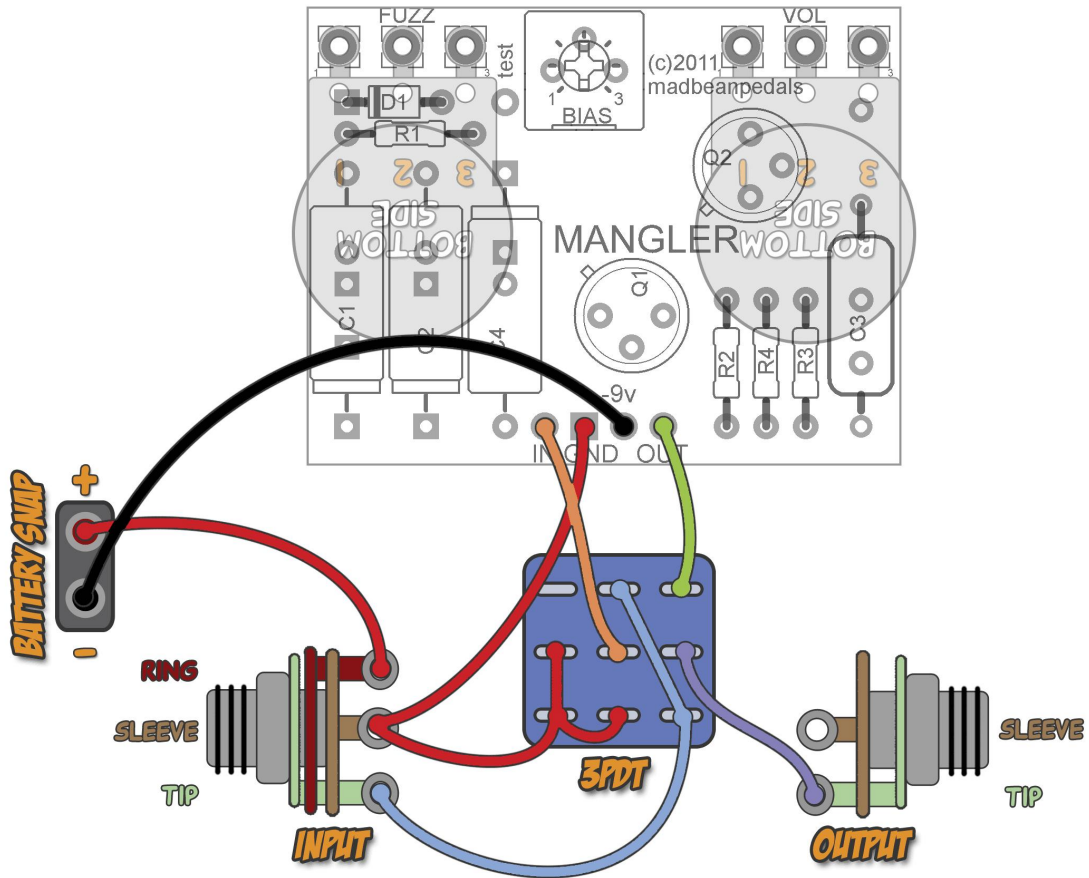 FUZZ
VOL
1
3
3
test
(c)2011
madbeanpedals
1 3
BIAS
D1
R1
Q2
1 2 3
BOTTOM
SIDE
1 2 3
BOTTOM
SIDE
MANGLER
Q1
C1
C2
C4
R2
R4
R3
C3
-9v
IN GND OUT
BATTERY SNAP
+
-
RING
SLEEVE
TIP
INPUT
3PDT
SLEEVE
TIP
OUTPUT